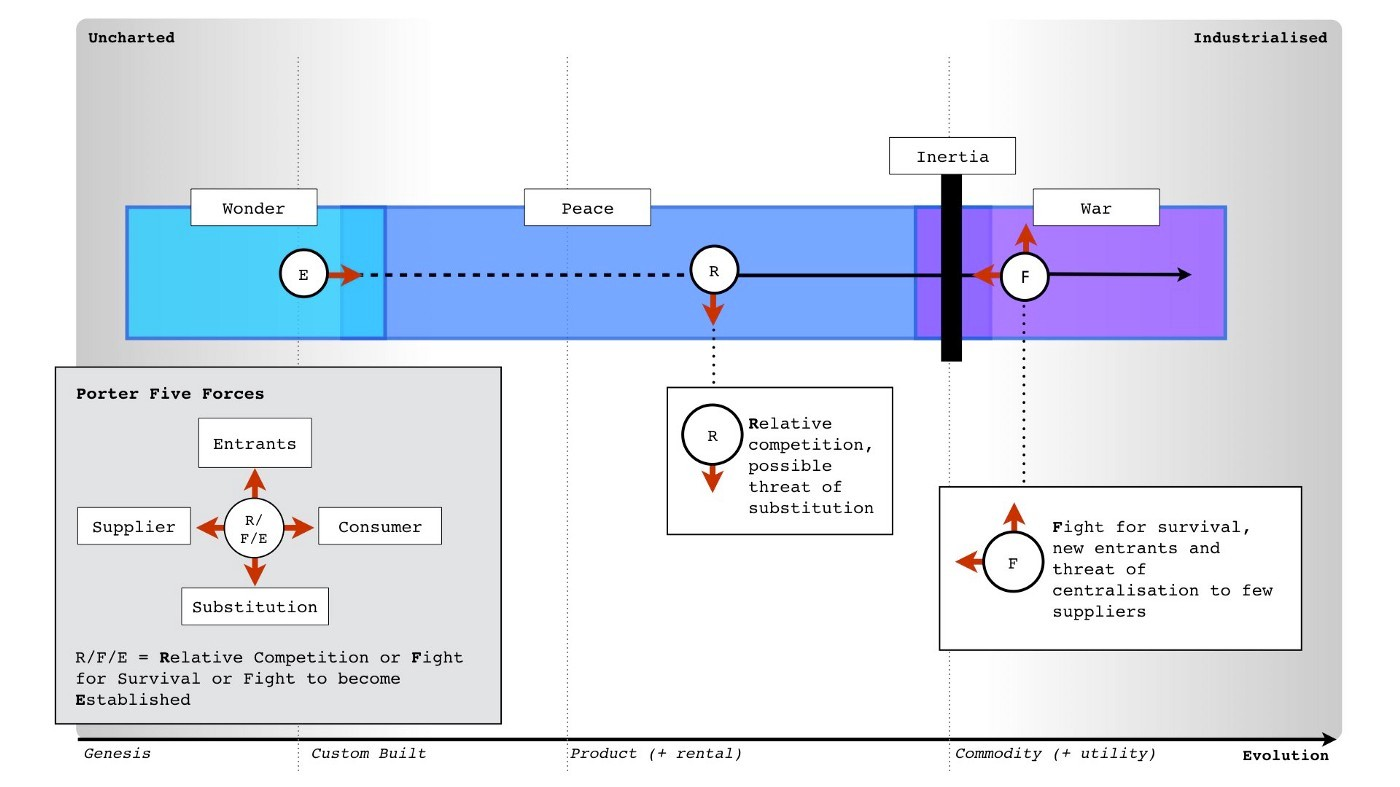 Uncharted
Industrialised
Inertia
Wonder
Peace
War
E
R
F
Porter Five Forces
Entrants
Supplier
R/
F/E
Consumer
Substitution
R/F/E = Relative Competition or Fight
for Survival or Fight to become
Established
R
Relative
competition,
possible
threat of
substitution
F
Fight for survival,
new entrants and
threat of
centralisation to few
suppliers
Genesis
Custom Built
Product (+ rental)
Commodity (+ utility)
Evolution